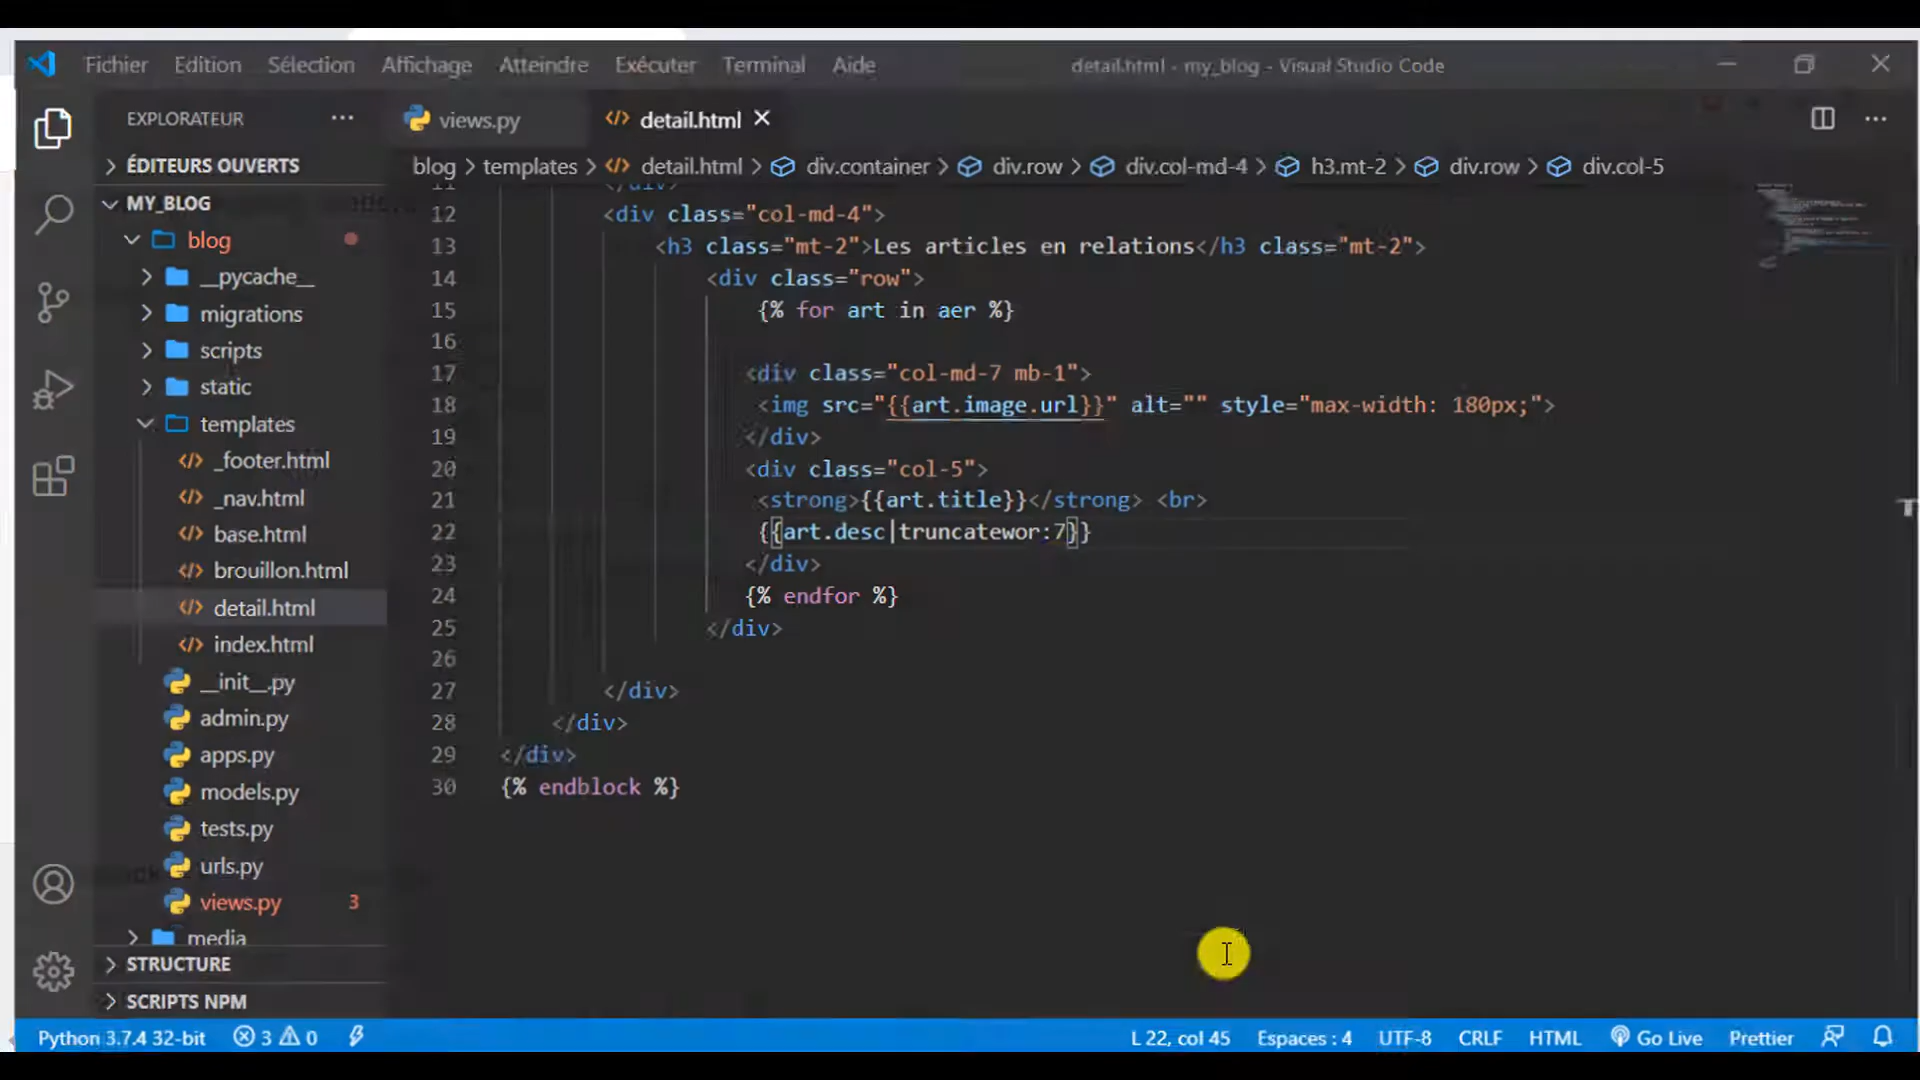 Fichier Edition Sélection Affichage Atteindre Exécuter Terminal Aide detail.html - my_blog - Visual Studio Code
EXPLORATEUR ... views.py detail.html
ÉDITEURS OUVERTS
blog > templates > detail.html > div.container > div.row > div.col-md-4 > h3.mt-2 > div.row > div.col-5
MY_BLOG
blog
__pycache__
migrations
scripts
static
templates
_footer.html
_nav.html
base.html
brouillon.html
detail.html
index.html
__init__.py
admin.py
apps.py
models.py
tests.py
urls.py
views.py 3
media
STRUCTURE
SCRIPTS NPM
11 </div>
12 <div class="col-md-4">
13 <h3 class="mt-2">Les articles en relations</h3 class="mt-2">
14 <div class="row">
15 {% for art in aer %}
16
17 <div class="col-md-7 mb-1">
18 <img src="{{art.image.url}}" alt="" style="max-width: 180px;">
19 </div>
20 <div class="col-5">
21 <strong>{{art.title}}</strong> <br>
22 {{art.desc|truncatewor:7}}
23 </div>
24 {% endfor %}
25 </div>
26
27 </div>
28 </div>
29 </div>
30 {% endblock %}
Python 3.7.4 32-bit 3 0 L 22, col 45 Espaces : 4 UTF-8 CRLF HTML Go Live Prettier